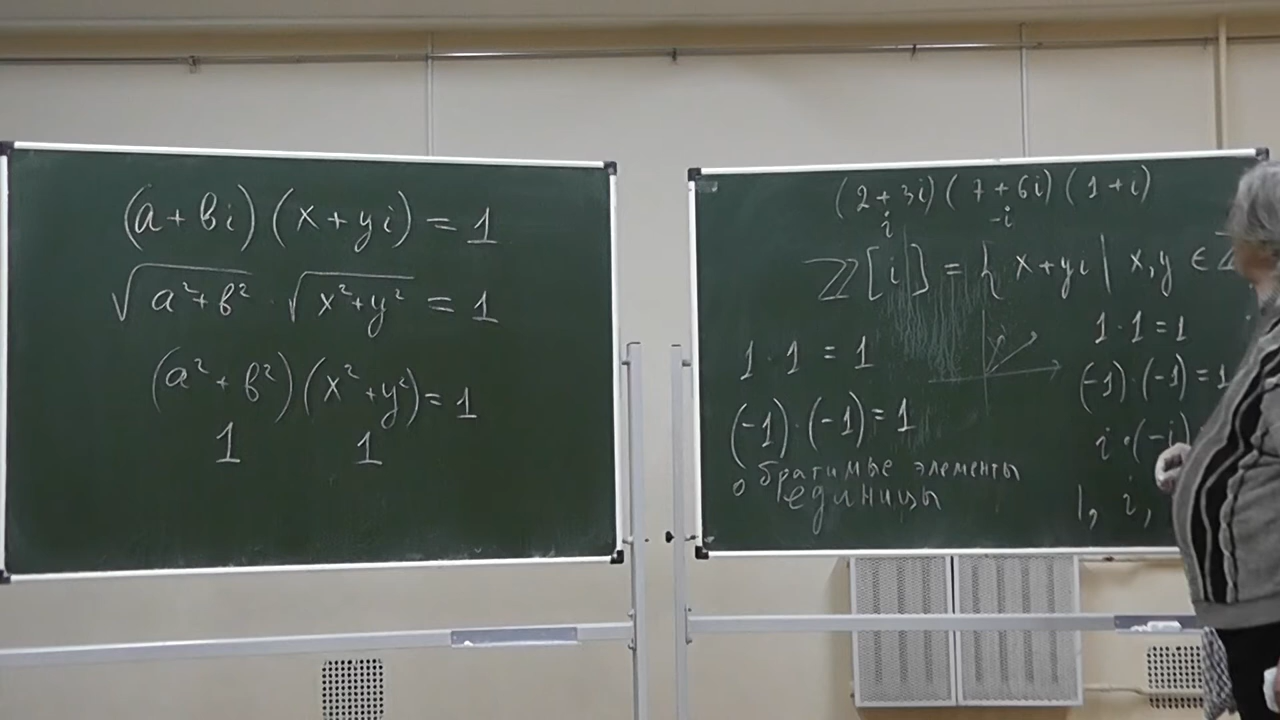 (a + bi) (x + yi) = 1
√a²+b² · √x²+y² = 1
(a² + b²)(x² + y²) = 1
1 1
(2 + 3i)(7 + 6i)(1 + i)
i -i
ℤ[i] = { x + yi | x, y ∈ ℤ
1 · 1 = 1
(-1) · (-1) = 1
обратимые элементы
единицы
1 · 1 = 1
(-1) · (-1) = 1
i · (-i)
1, i,